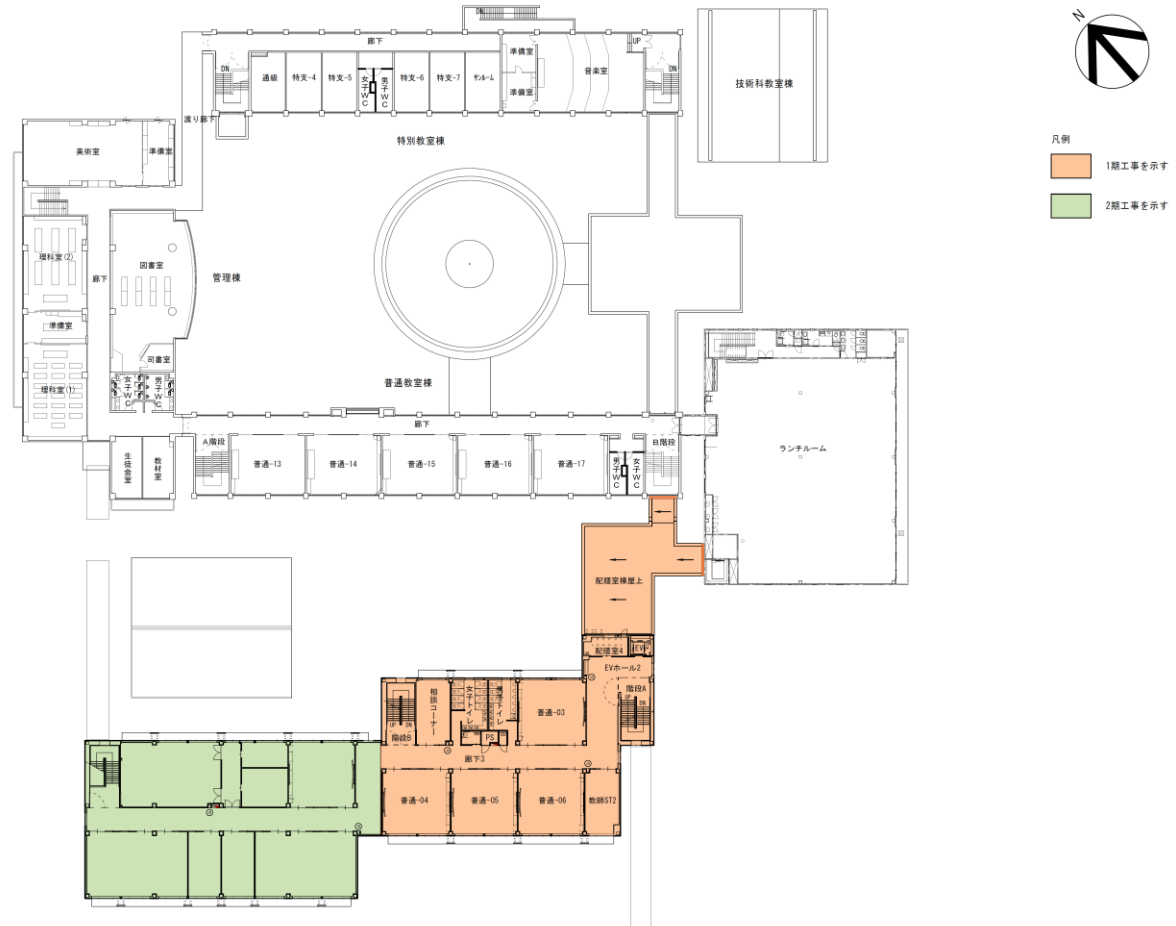 DN
N
廊下
準備室
UP
音楽室
DN
通級
特支-4
特支-5
女子WC
男子WC
特支-6
特支-7
サンルーム
準備室
技術科教室棟
渡り廊下
特別教室棟
凡例
美術室
準備室
1期工事を示す
2期工事を示す
理科室(2)
図書室
廊下
管理棟
準備室
司書室
理科室(1)
女子WC
男子WC
普通教室棟
廊下
A階段
B階段
普通-13
普通-14
普通-15
普通-16
普通-17
男子WC
女子WC
ランチルーム
生徒会室
教材室
配膳室棟屋上
配膳室4
EV
EVホール2
階段A
UP
DN
相談コーナー
女子トイレ
男子トイレ
普通-03
UP
DN
階段B
PS
廊下3
普通-04
普通-05
普通-06
教師ST2